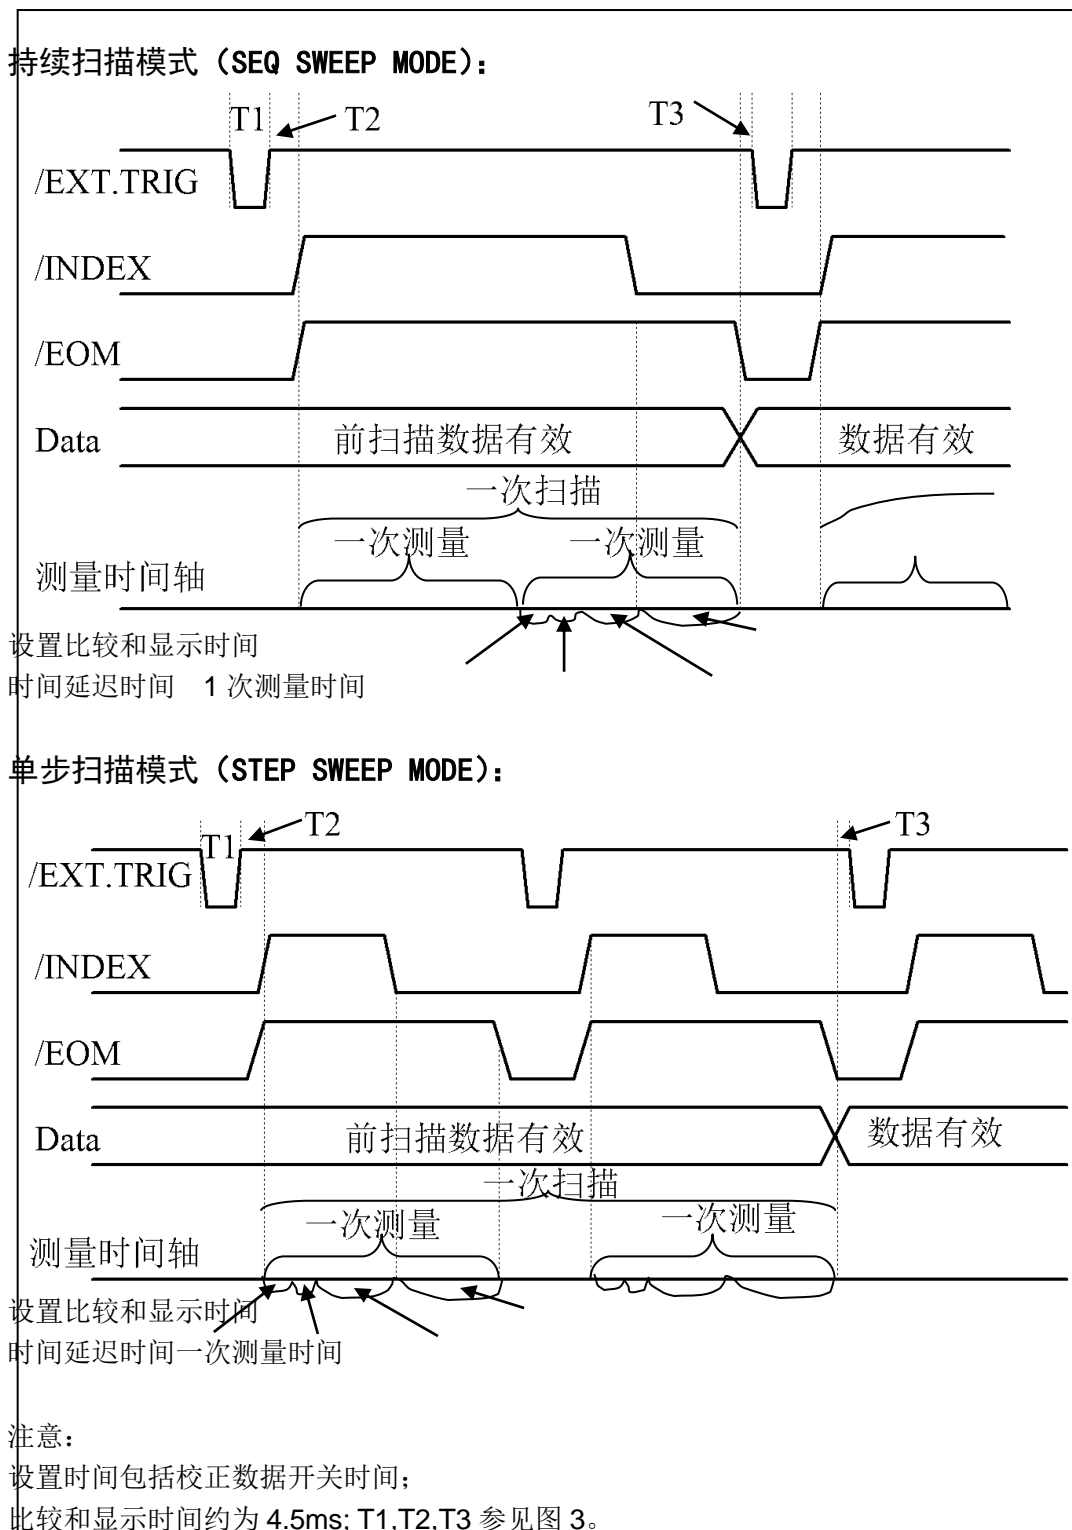 持续扫描模式（SEQ SWEEP MODE）：
T1 T2 T3
/EXT.TRIG
/INDEX
/EOM
Data 前扫描数据有效 数据有效
一次扫描
一次测量 一次测量
测量时间轴
设置比较和显示时间
时间延迟时间 1 次测量时间
单步扫描模式（STEP SWEEP MODE）：
T1 T2 T3
/EXT.TRIG
/INDEX
/EOM
Data 前扫描数据有效 数据有效
一次扫描
一次测量 一次测量
测量时间轴
设置比较和显示时间
时间延迟时间一次测量时间
注意：
设置时间包括校正数据开关时间；
比较和显示时间约为 4.5ms; T1,T2,T3 参见图 3。